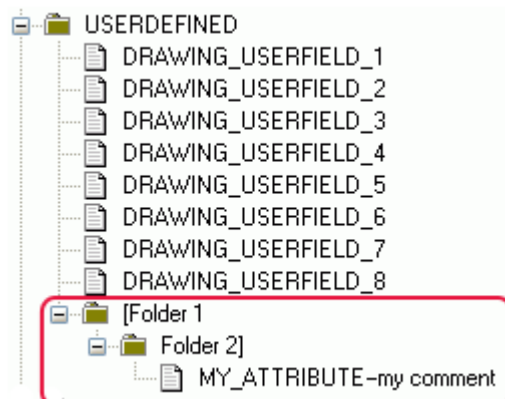 USERDEFINED
DRAWING_USERFIELD_1
DRAWING_USERFIELD_2
DRAWING_USERFIELD_3
DRAWING_USERFIELD_4
DRAWING_USERFIELD_5
DRAWING_USERFIELD_6
DRAWING_USERFIELD_7
DRAWING_USERFIELD_8
[Folder 1
Folder 2]
MY_ATTRIBUTE-my comment